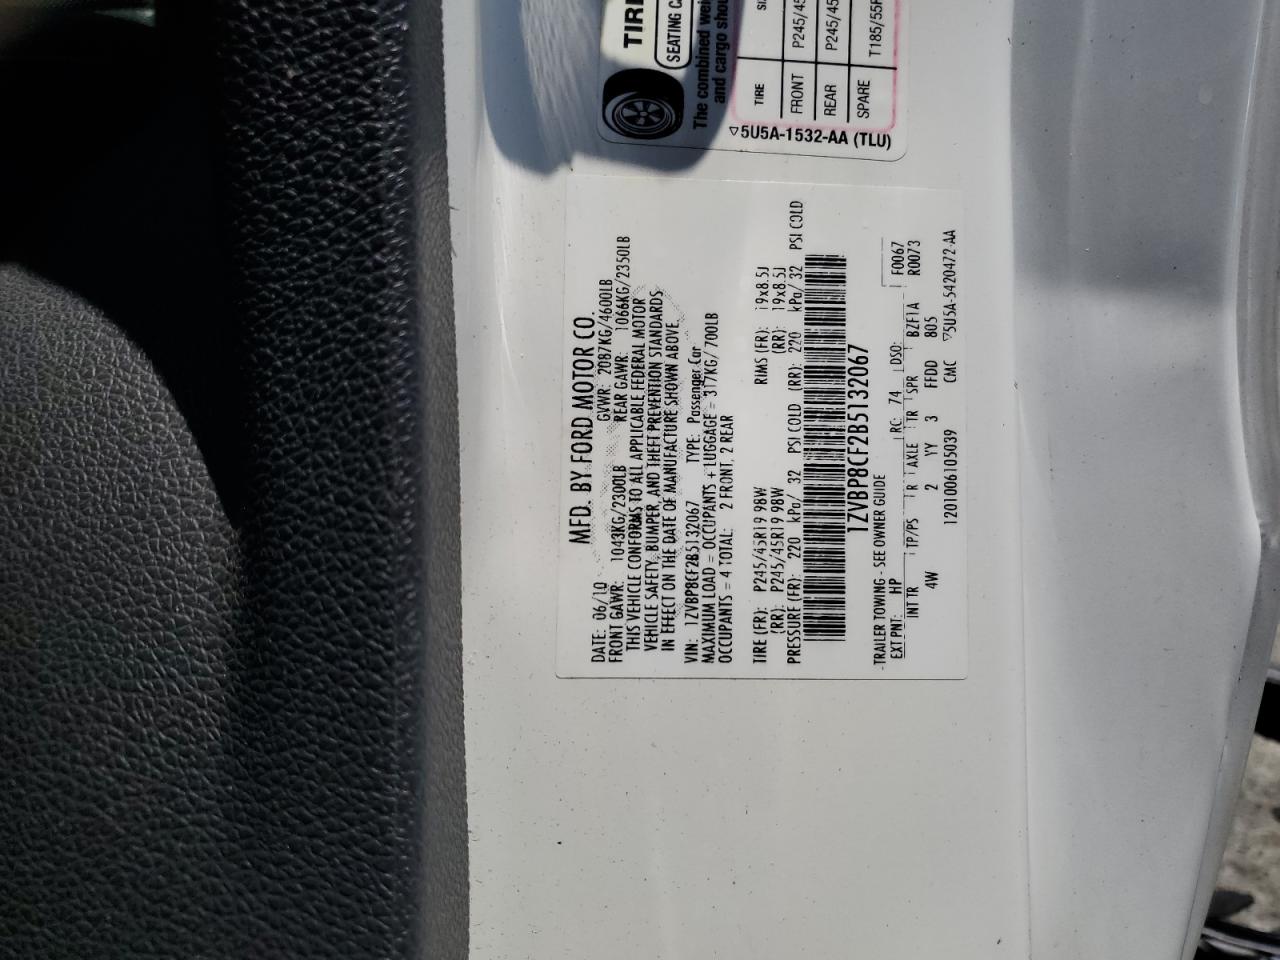 TIRE
SEATING CA
The combined wei
and cargo shou
TIRE
FRONT P245/45
REAR P245/45
SPARE T185/55R
▽5U5A-1532-AA (TLU)
MFD. BY FORD MOTOR CO.
DATE: 06/10 GVWR: 2087KG/4600LB
FRONT GAWR: 1043KG/2300LB REAR GAWR: 1066KG/2350LB
THIS VEHICLE CONFORMS TO ALL APPLICABLE FEDERAL MOTOR
VEHICLE SAFETY, BUMPER, AND THEFT PREVENTION STANDARDS
IN EFFECT ON THE DATE OF MANUFACTURE SHOWN ABOVE.
VIN: 1ZVBP8CF2B5132067 TYPE: Passenger Car
MAXIMUM LOAD = OCCUPANTS + LUGGAGE = 317KG/700LB
OCCUPANTS = 4 TOTAL: 2 FRONT, 2 REAR
TIRE (FR): P245/45R19 98W RIMS (FR): 19x8.5J
(RR): P245/45R19 98W (RR): 19x8.5J
PRESSURE (FR): 220 kPa/ 32 PSI COLD (RR): 220 kPa/ 32 PSI COLD
1ZVBP8CF2B5132067
TRAILER TOWING - SEE OWNER GUIDE
EXT PNT: HP RC: 74 DSO: F0067
R0073
INT TR TP/PS R AXLE TR SPR BZF1A
4W 2 YY 3 FFDD 805
1201006105039 CMC ▽5U5A-5420472-AA